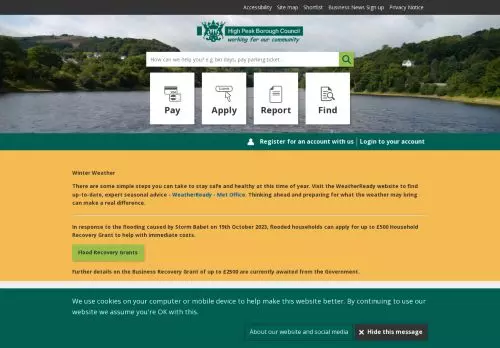 Accessibility Site map Shortlist Business News Sign up Privacy Notices
High Peak Borough Council
working for our community
How can we help you? e.g. bin days, pay parking ticket
Pay
Apply
Report
Find
Register for an account with us | Login to your account
Winter Weather
There are some simple steps you can take to stay safe and healthy at this time of year. Visit the WeatherReady website to find
up-to-date, expert seasonal advice - WeatherReady - Met Office. Thinking ahead and preparing for what the weather may bring
can make a real difference.
In response to the flooding caused by Storm Babet on 19th October 2023, flooded households can apply for up to £500 Household
Recovery Grant to help with immediate costs.
Flood Recovery Grants
Further details on the Business Recovery Grant of up to £2500 are currently awaited from the Government.
We use cookies on your computer or mobile device to help make this website better. By continuing to use our
website we assume you're OK with this.
About our website and social media
Hide this message